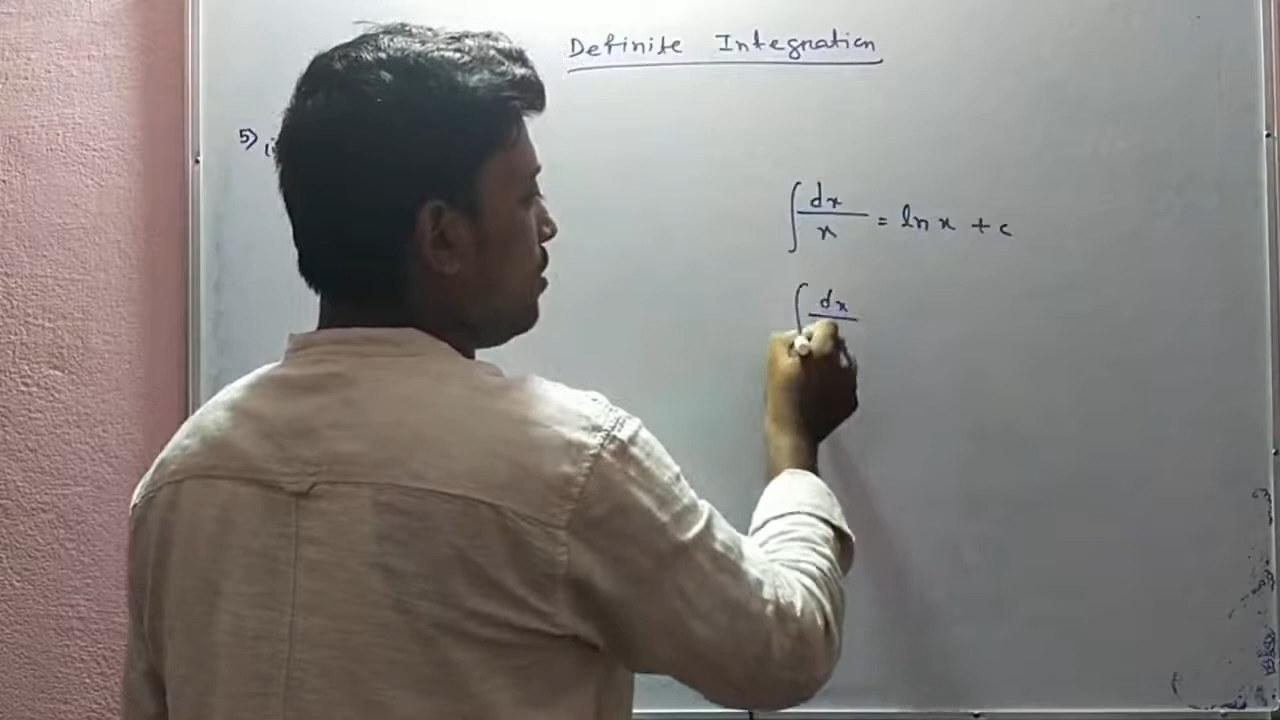 Definite Integration
5) (i
∫ dx/x = ln x + c
∫ dx